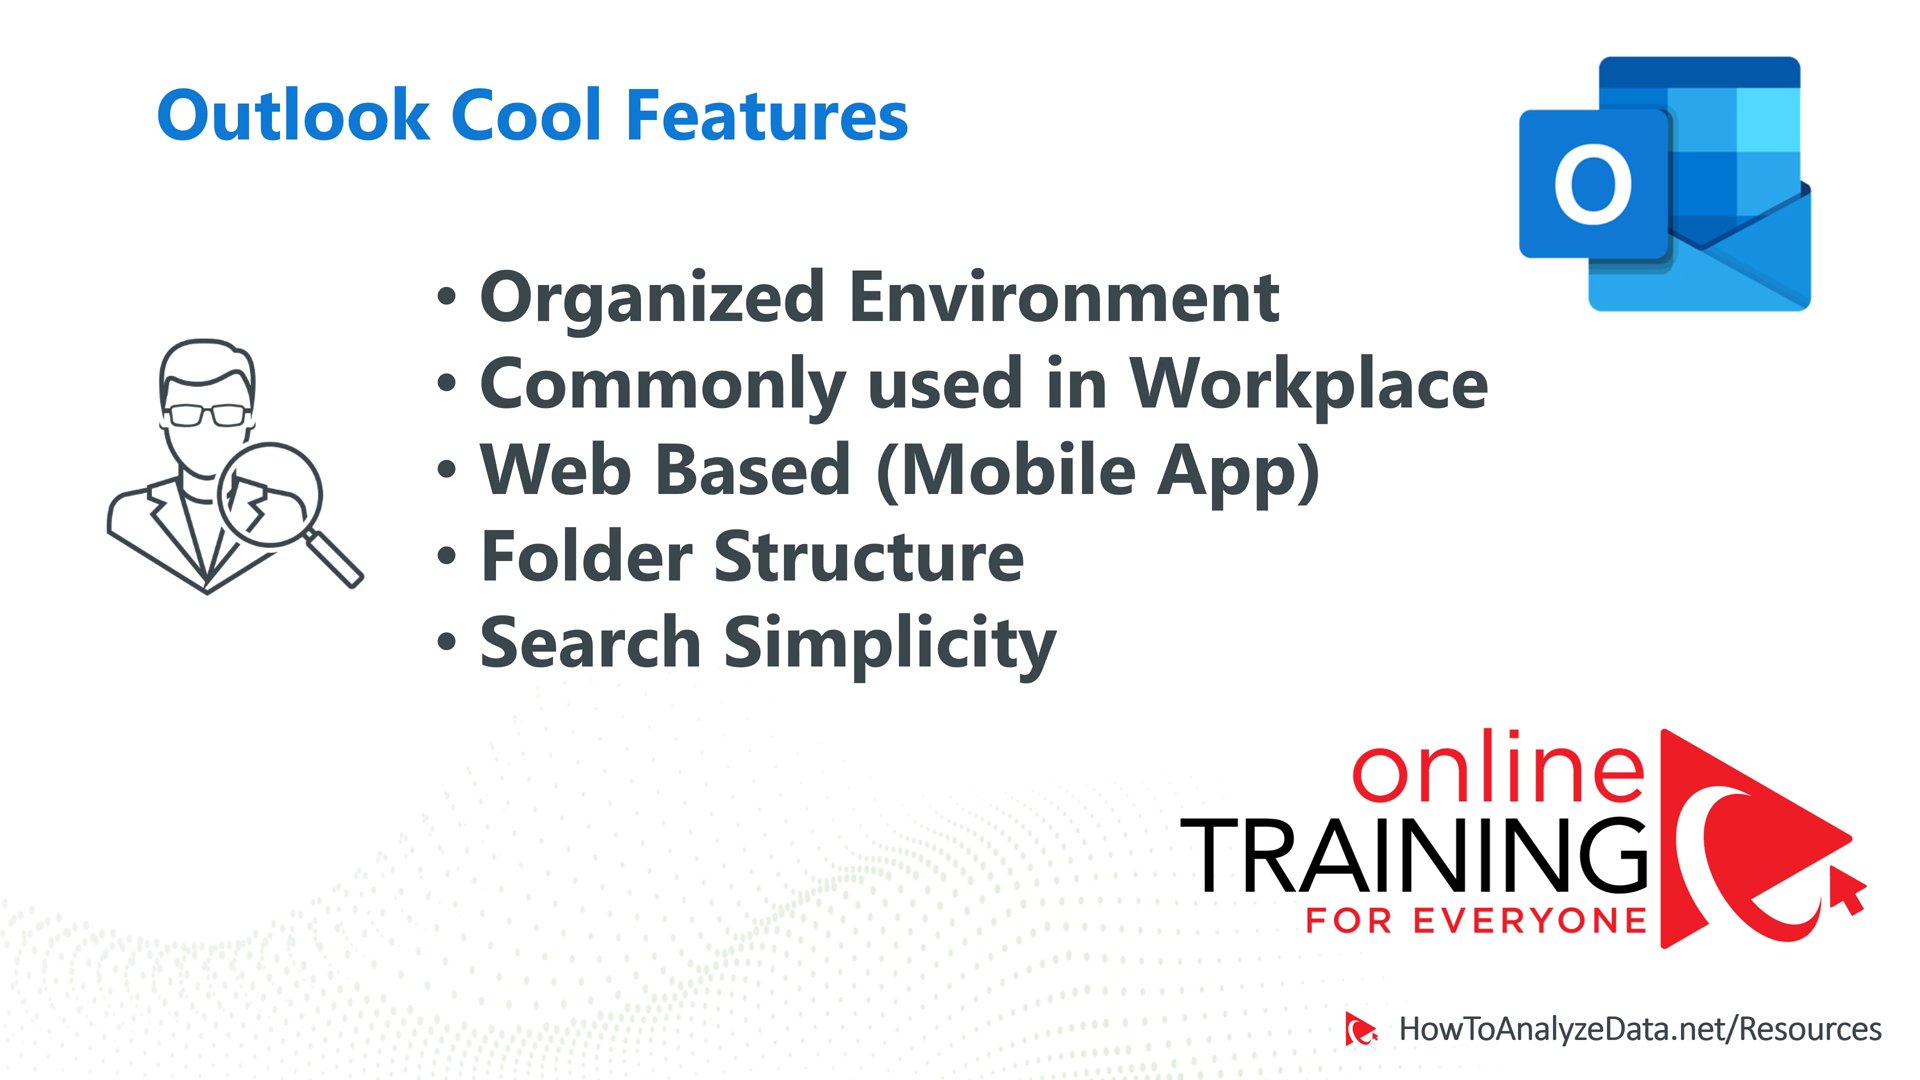 Outlook Cool Features
O
• Organized Environment
• Commonly used in Workplace
• Web Based (Mobile App)
• Folder Structure
• Search Simplicity
online
TRAINING
FOR EVERYONE
HowToAnalyzeData.net/Resources